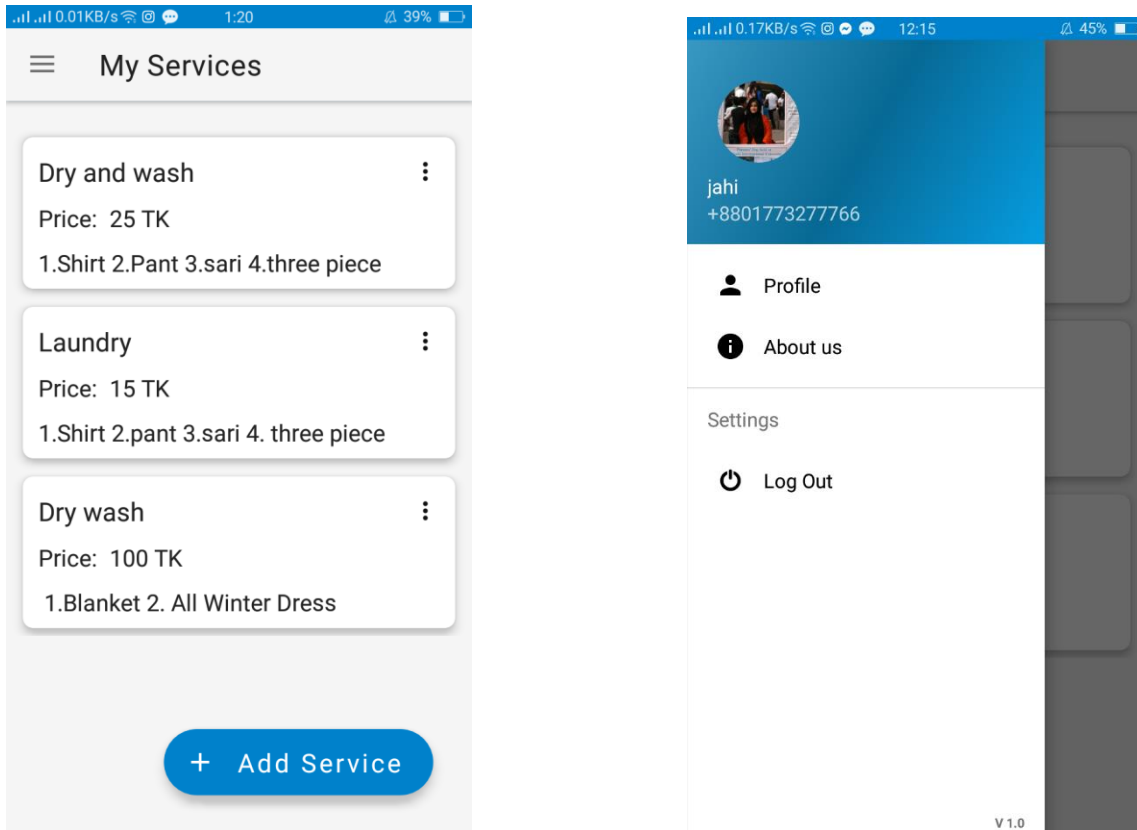 0.01KB/s 1:20 39%
My Services
Dry and wash
Price: 25 TK
1.Shirt 2.Pant 3.sari 4.three piece
Laundry
Price: 15 TK
1.Shirt 2.pant 3.sari 4. three piece
Dry wash
Price: 100 TK
1.Blanket 2. All Winter Dress
+ Add Service
0.17KB/s 12:15 45%
jahi
+8801773277766
Profile
About us
Settings
Log Out
V 1.0